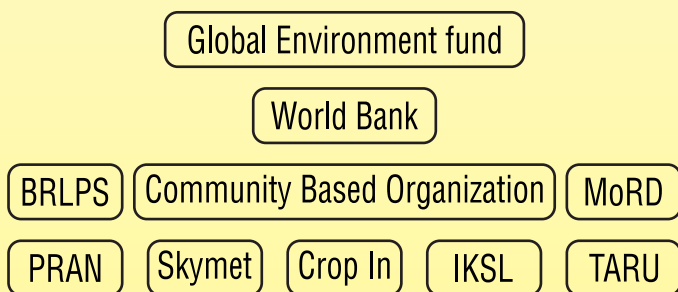 Global Environment fund
World Bank
BRLPS Community Based Organization MoRD
PRAN Skymet Crop In IKSL TARU